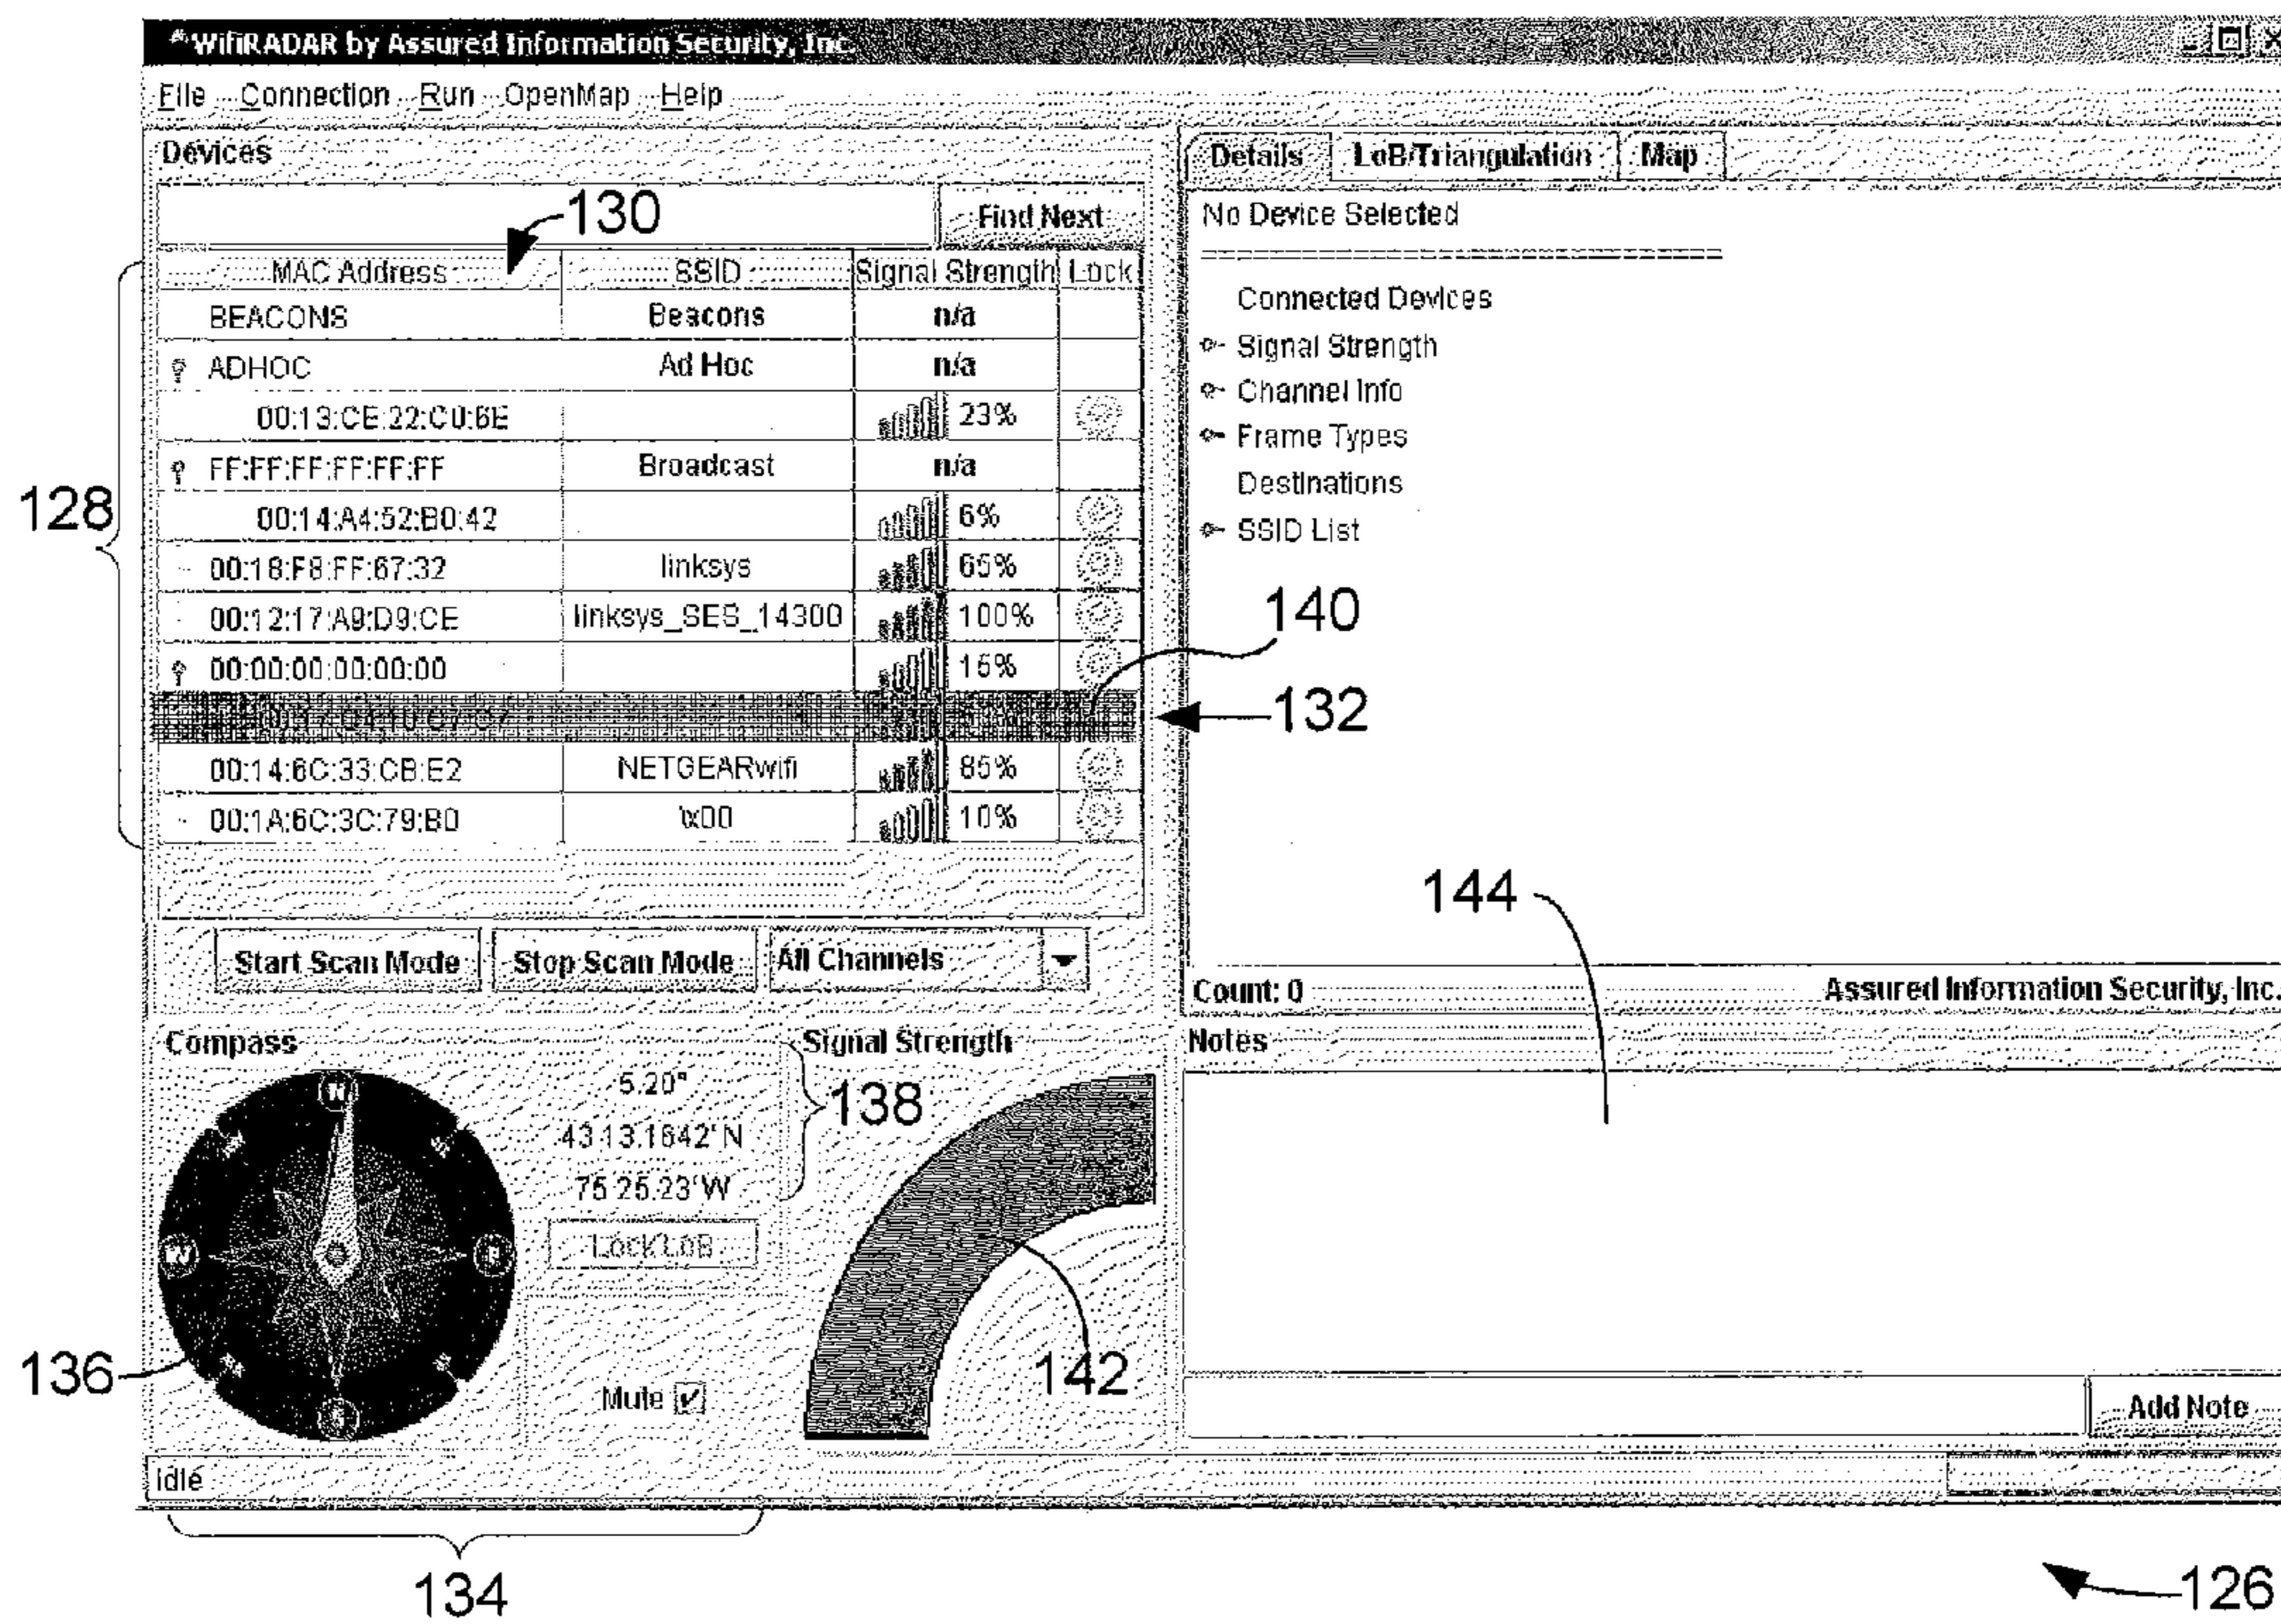 WifiRADAR by Assured Information Security, Inc.
File Connection Run OpenMap Help
Devices
130
Find Next
MAC Address SSID Signal Strength Lock
BEACONS Beacons n/a
ADHOC Ad Hoc n/a
00:13:CE:22:C0:6E 23%
FF:FF:FF:FF:FF:FF Broadcast n/a
128
00:14:A4:52:B0:42 6%
00:18:F8:FF:67:32 linksys 65%
00:12:17:A9:D9:CE linksys_SES_14300 100%
00:00:00:00:00:00 15%
140
132
00:14:6C:33:CB:E2 NETGEARwifi 85%
00:1A:6C:3C:79:B0 \x00 10%
Start Scan Mode Stop Scan Mode All Channels
Details LoB/Triangulation Map
No Device Selected
====================================
Connected Devices
Signal Strength
Channel Info
Frame Types
Destinations
SSID List
144
Count: 0 Assured Information Security, Inc.
Compass
N
5.20°
43 13.1642' N
75 25.23' W
138
Lock LoB
136
Mute
Signal Strength
142
Notes
Add Note
Idle
134
126